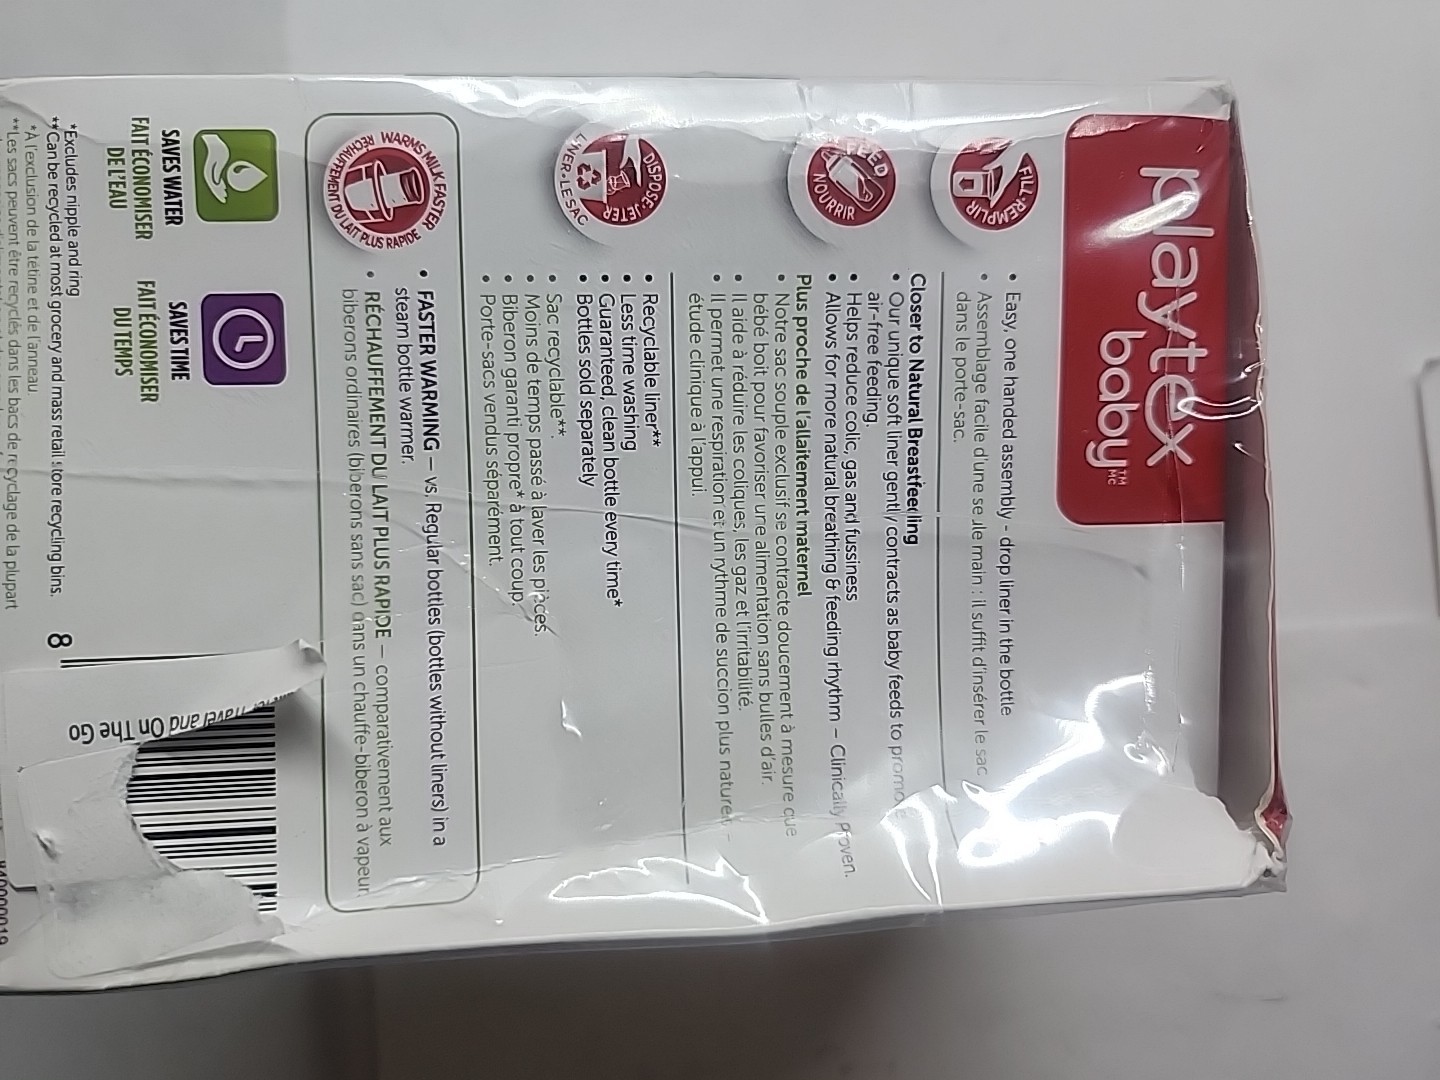 playtex
baby™
MC
FILL•REMPLIR
• Easy, one handed assembly - drop liner in the bottle
• Assemblage facile d'une seule main : il suffit d'insérer le sac
dans le porte-sac.
FEED
NOURRIR
Closer to Natural Breastfeeding
• Our unique soft liner gently contracts as baby feeds to promote
air-free feeding.
• Helps reduce colic, gas and fussiness
• Allows for more natural breathing & feeding rhythm – Clinically Proven.
Plus proche de l'allaitement maternel
• Notre sac souple exclusif se contracte doucement à mesure que
bébé boit pour favoriser une alimentation sans bulles d'air.
• Il aide à réduire les coliques, les gaz et l'irritabilité.
• Il permet une respiration et un rythme de succion plus naturels –
étude clinique à l'appui.
DISPOSE•JETER
LINER•LE SAC
• Recyclable liner**
• Less time washing
• Guaranteed, clean bottle every time*
• Bottles sold separately
• Sac recyclable**.
• Moins de temps passé à laver les pièces.
• Biberon garanti propre* à tout coup.
• Porte-sacs vendus séparément.
WARMS MILK FASTER
RÉCHAUFFEMENT DU LAIT PLUS RAPIDE
• FASTER WARMING – vs. Regular bottles (bottles without liners) in a
steam bottle warmer.
• RÉCHAUFFEMENT DU LAIT PLUS RAPIDE – comparativement aux
biberons ordinaires (biberons sans sac) dans un chauffe-biberon à vapeur.
SAVES WATER
FAIT ÉCONOMISER
DE L'EAU
SAVES TIME
FAIT ÉCONOMISER
DU TEMPS
*Excludes nipple and ring
**Can be recycled at most grocery and mass retail store recycling bins.
*À l'exclusion de la tétine et de l'anneau.
**Les sacs peuvent être recyclés dans les bacs de recyclage de la plupart
8
Travel and On The Go